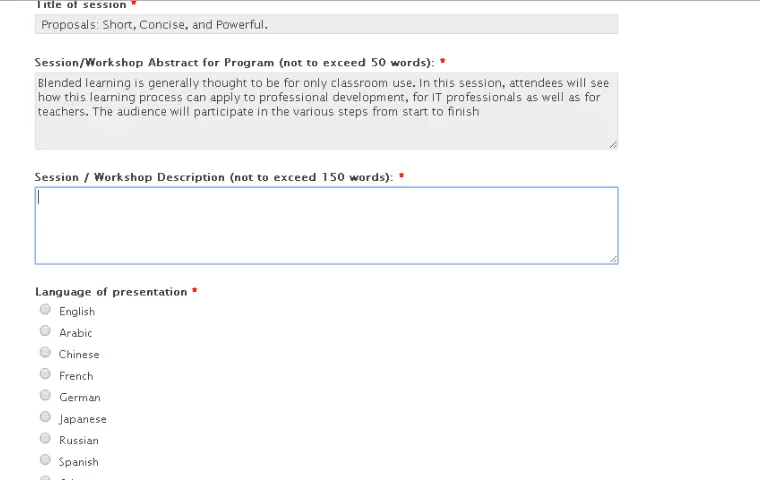 Title of session *
Proposals: Short, Concise, and Powerful.
Session/Workshop Abstract for Program (not to exceed 50 words): *
Blended learning is generally thought to be for only classroom use. In this session, attendees will see
how this learning process can apply to professional development, for IT professionals as well as for
teachers. The audience will participate in the various steps from start to finish
Session / Workshop Description (not to exceed 150 words): *
Language of presentation *
English
Arabic
Chinese
French
German
Japanese
Russian
Spanish